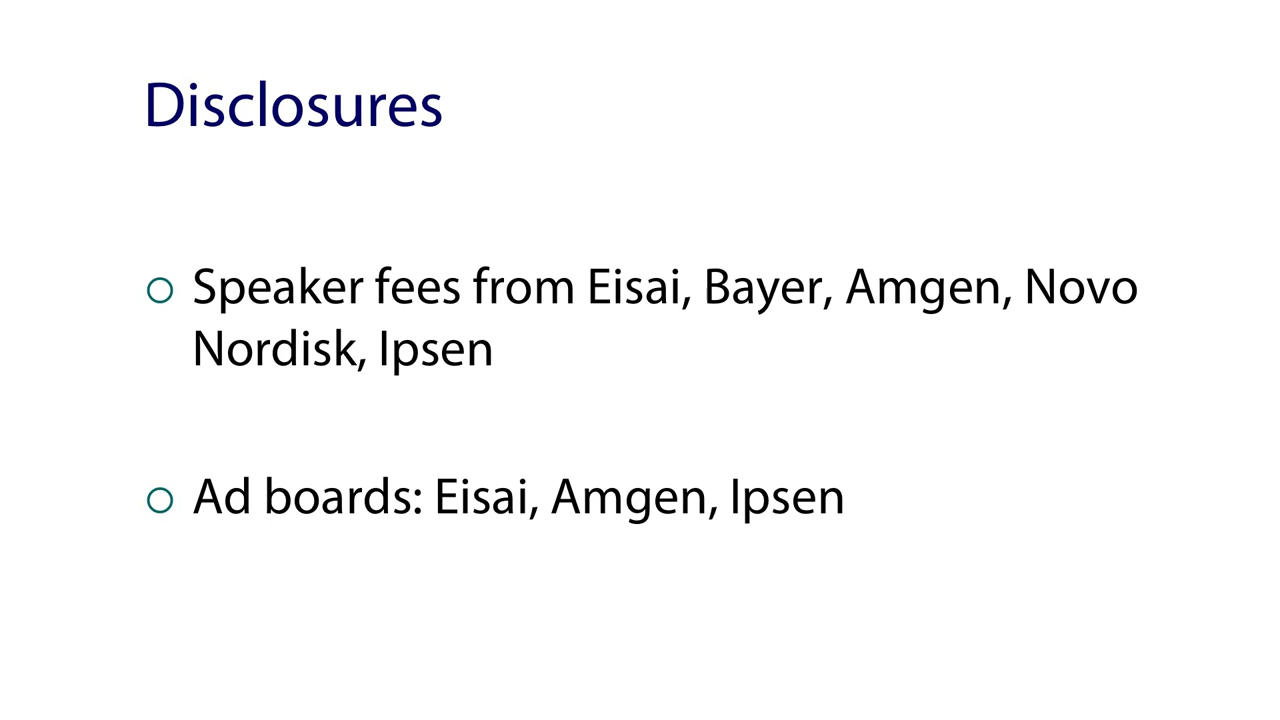 Disclosures
Speaker fees from Eisai, Bayer, Amgen, Novo
Nordisk, Ipsen
Ad boards: Eisai, Amgen, Ipsen